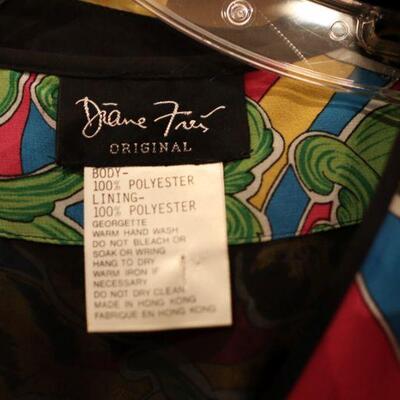 Diane Freis
ORIGINAL
BODY-
100% POLYESTER
LINING-
100% POLYESTER
GEORGETTE
WARM HAND WASH
DO NOT BLEACH OR
SOAK OR WRING
HANG TO DRY
WARM IRON IF
NECESSARY
DO NOT DRY CLEAN
MADE IN HONG KONG
FABRIQUE EN HONG KONG